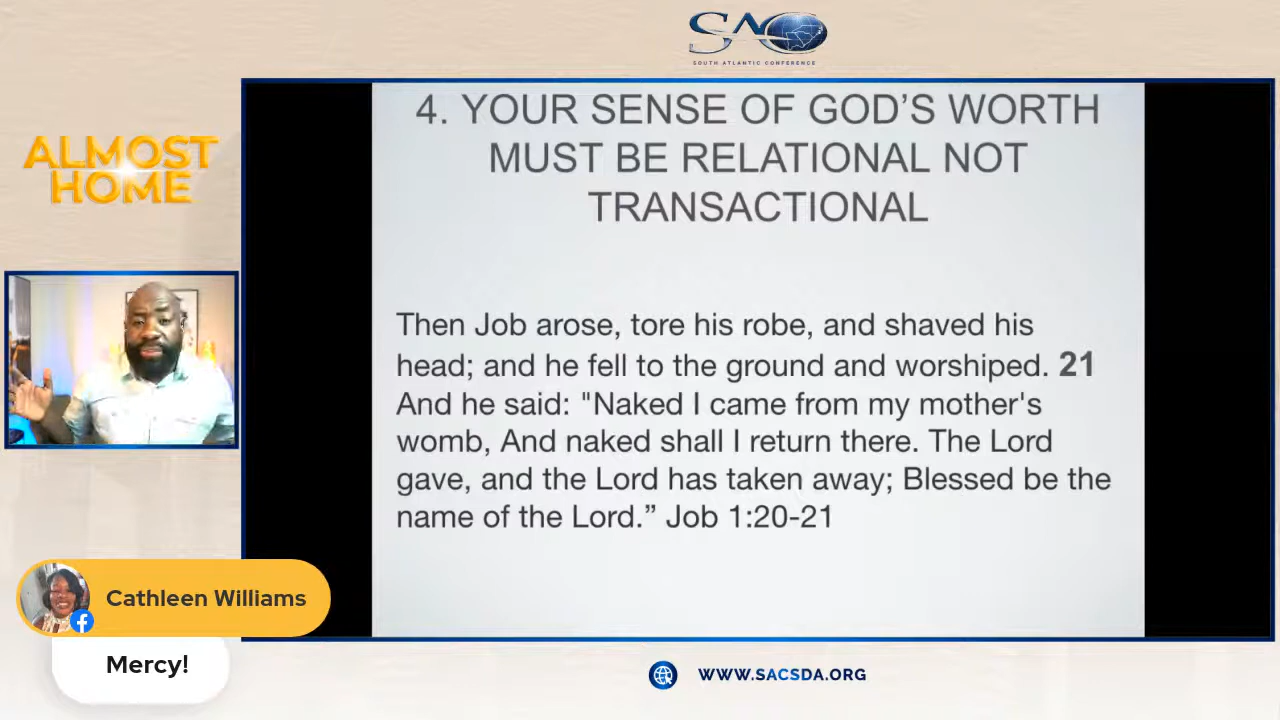 SAC
SOUTH ATLANTIC CONFERENCE
ALMOST
HOME
4. YOUR SENSE OF GOD’S WORTH
MUST BE RELATIONAL NOT
TRANSACTIONAL
Then Job arose, tore his robe, and shaved his
head; and he fell to the ground and worshiped. 21
And he said: "Naked I came from my mother's
womb, And naked shall I return there. The Lord
gave, and the Lord has taken away; Blessed be the
name of the Lord.” Job 1:20-21
Cathleen Williams
Mercy!
WWW.SACSDA.ORG